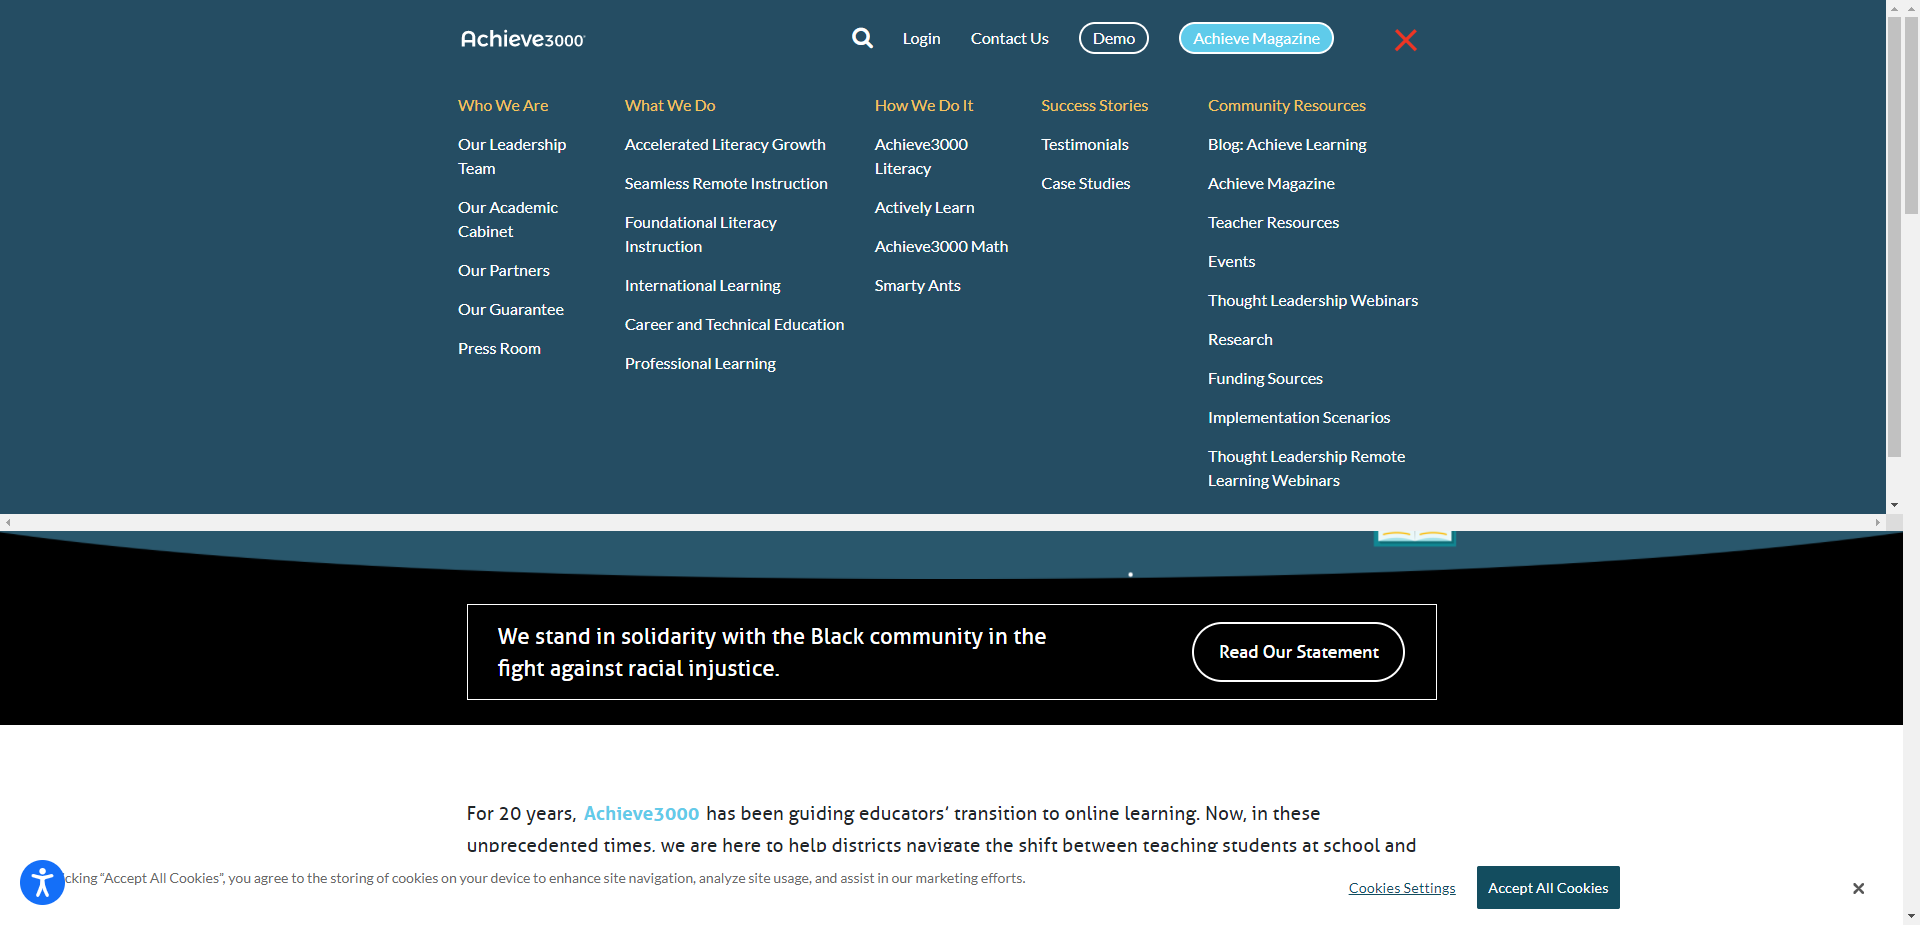 Achieve3000
Login
Contact Us
Demo
Achieve Magazine
Who We Are
Our Leadership
Team
Our Academic
Cabinet
Our Partners
Our Guarantee
Press Room
What We Do
Accelerated Literacy Growth
Seamless Remote Instruction
Foundational Literacy
Instruction
International Learning
Career and Technical Education
Professional Learning
How We Do It
Achieve3000
Literacy
Actively Learn
Achieve3000 Math
Smarty Ants
Success Stories
Testimonials
Case Studies
Community Resources
Blog: Achieve Learning
Achieve Magazine
Teacher Resources
Events
Thought Leadership Webinars
Research
Funding Sources
Implementation Scenarios
Thought Leadership Remote
Learning Webinars
We stand in solidarity with the Black community in the
fight against racial injustice.
Read Our Statement
For 20 years, Achieve3000 has been guiding educators’ transition to online learning. Now, in these
unprecedented times, we are here to help districts navigate the shift between teaching students at school and
“Accept All Cookies”, you agree to the storing of cookies on your device to enhance site navigation, analyze site usage, and assist in our marketing efforts.
Cookies Settings
Accept All Cookies